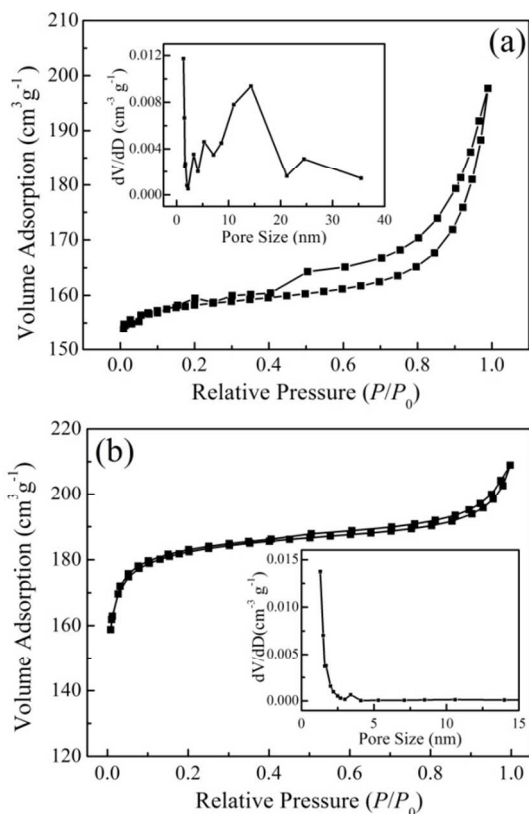 (a)
200
190
180
170
160
150
Volume Adsorption (cm³ g⁻¹)
0.0 0.2 0.4 0.6 0.8 1.0
Relative Pressure (P/P₀)
0.012
0.008
0.004
0.000
dV/dD (cm⁻³ g⁻¹)
0 10 20 30 40
Pore Size (nm)
(b)
220
200
180
160
140
120
Volume Adsorption (cm³ g⁻¹)
0.0 0.2 0.4 0.6 0.8 1.0
Relative Pressure (P/P₀)
0.015
0.010
0.005
0.000
dV/dD(cm⁻³ g⁻¹)
0 5 10 15
Pore Size (nm)